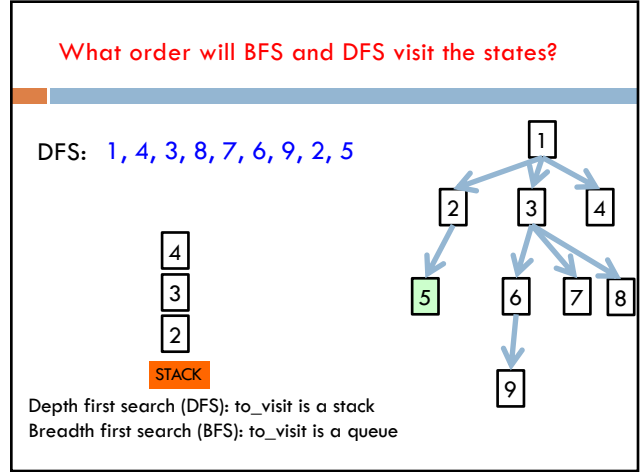 What order will BFS and DFS visit the states?
DFS: 1, 4, 3, 8, 7, 6, 9, 2, 5
1
2 3 4
5 6 7 8
9
4
3
2
STACK
Depth first search (DFS): to_visit is a stack
Breadth first search (BFS): to_visit is a queue